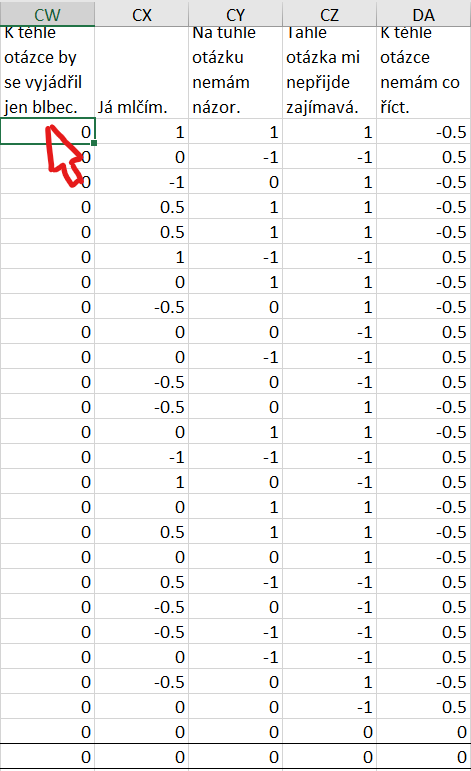 CW CX CY CZ DA
K téhle otázce by se vyjádřil jen blbec. Já mlčím. Na tuhle otázku nemám názor. Tahle otázka mi nepřijde zajímavá. K téhle otázce nemám co říct.
0 1 1 1 -0.5
0 0 -1 -1 0.5
0 -1 0 1 -0.5
0 0.5 1 1 -0.5
0 0.5 1 1 -0.5
0 1 -1 -1 0.5
0 0 1 1 -0.5
0 -0.5 0 1 -0.5
0 0 0 -1 0.5
0 0 -1 -1 0.5
0 -0.5 0 -1 0.5
0 -0.5 0 1 -0.5
0 0 1 1 -0.5
0 -1 -1 -1 0.5
0 1 0 -1 0.5
0 0 1 1 -0.5
0 0.5 1 1 -0.5
0 0 0 1 -0.5
0 0.5 -1 -1 0.5
0 -0.5 0 -1 0.5
0 -0.5 -1 -1 0.5
0 0 -1 -1 0.5
0 -0.5 0 1 -0.5
0 0 0 -1 0.5
0 0 0 0 0
0 0 0 0 0